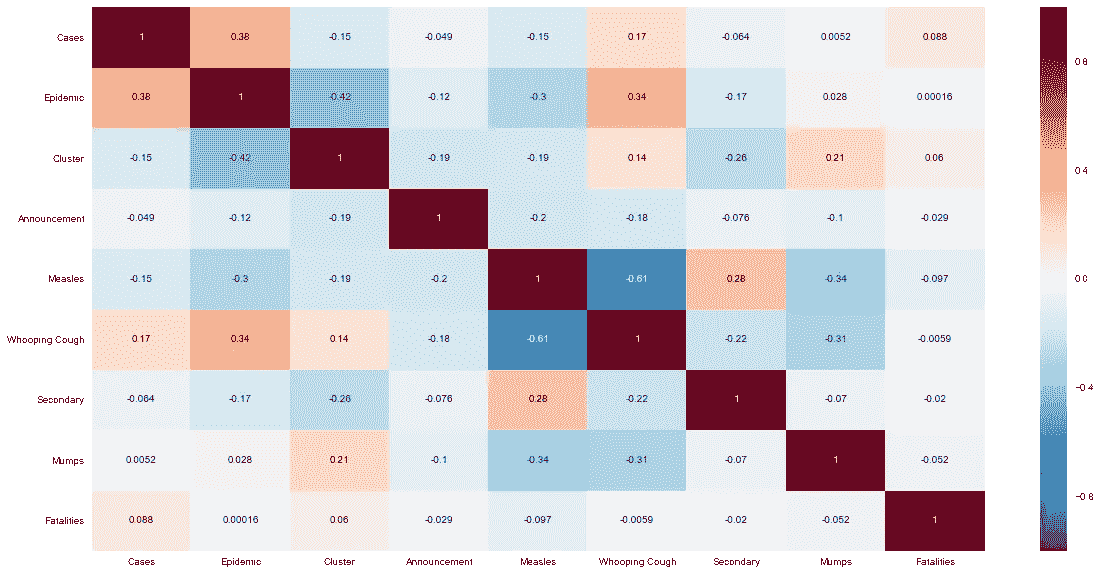 Cases 1 0.38 -0.15 -0.049 -0.15 0.17 -0.064 0.0052 0.088
Epidemic 0.38 1 -0.42 -0.12 -0.3 0.34 -0.17 0.028 0.00016
Cluster -0.15 -0.42 1 -0.19 -0.19 0.14 -0.26 0.21 0.06
Announcement -0.049 -0.12 -0.19 1 -0.2 -0.18 -0.076 -0.1 -0.029
Measles -0.15 -0.3 -0.19 -0.2 1 -0.61 0.28 -0.34 -0.097
Whooping Cough 0.17 0.34 0.14 -0.18 -0.61 1 -0.22 -0.31 -0.0059
Secondary -0.064 -0.17 -0.26 -0.076 0.28 -0.22 1 -0.07 -0.02
Mumps 0.0052 0.028 0.21 -0.1 -0.34 -0.31 -0.07 1 -0.052
Fatalities 0.088 0.00016 0.06 -0.029 -0.097 -0.0059 -0.02 -0.052 1
Cases Epidemic Cluster Announcement Measles Whooping Cough Secondary Mumps Fatalities
0.8
0.4
0.0
-0.4
-0.8